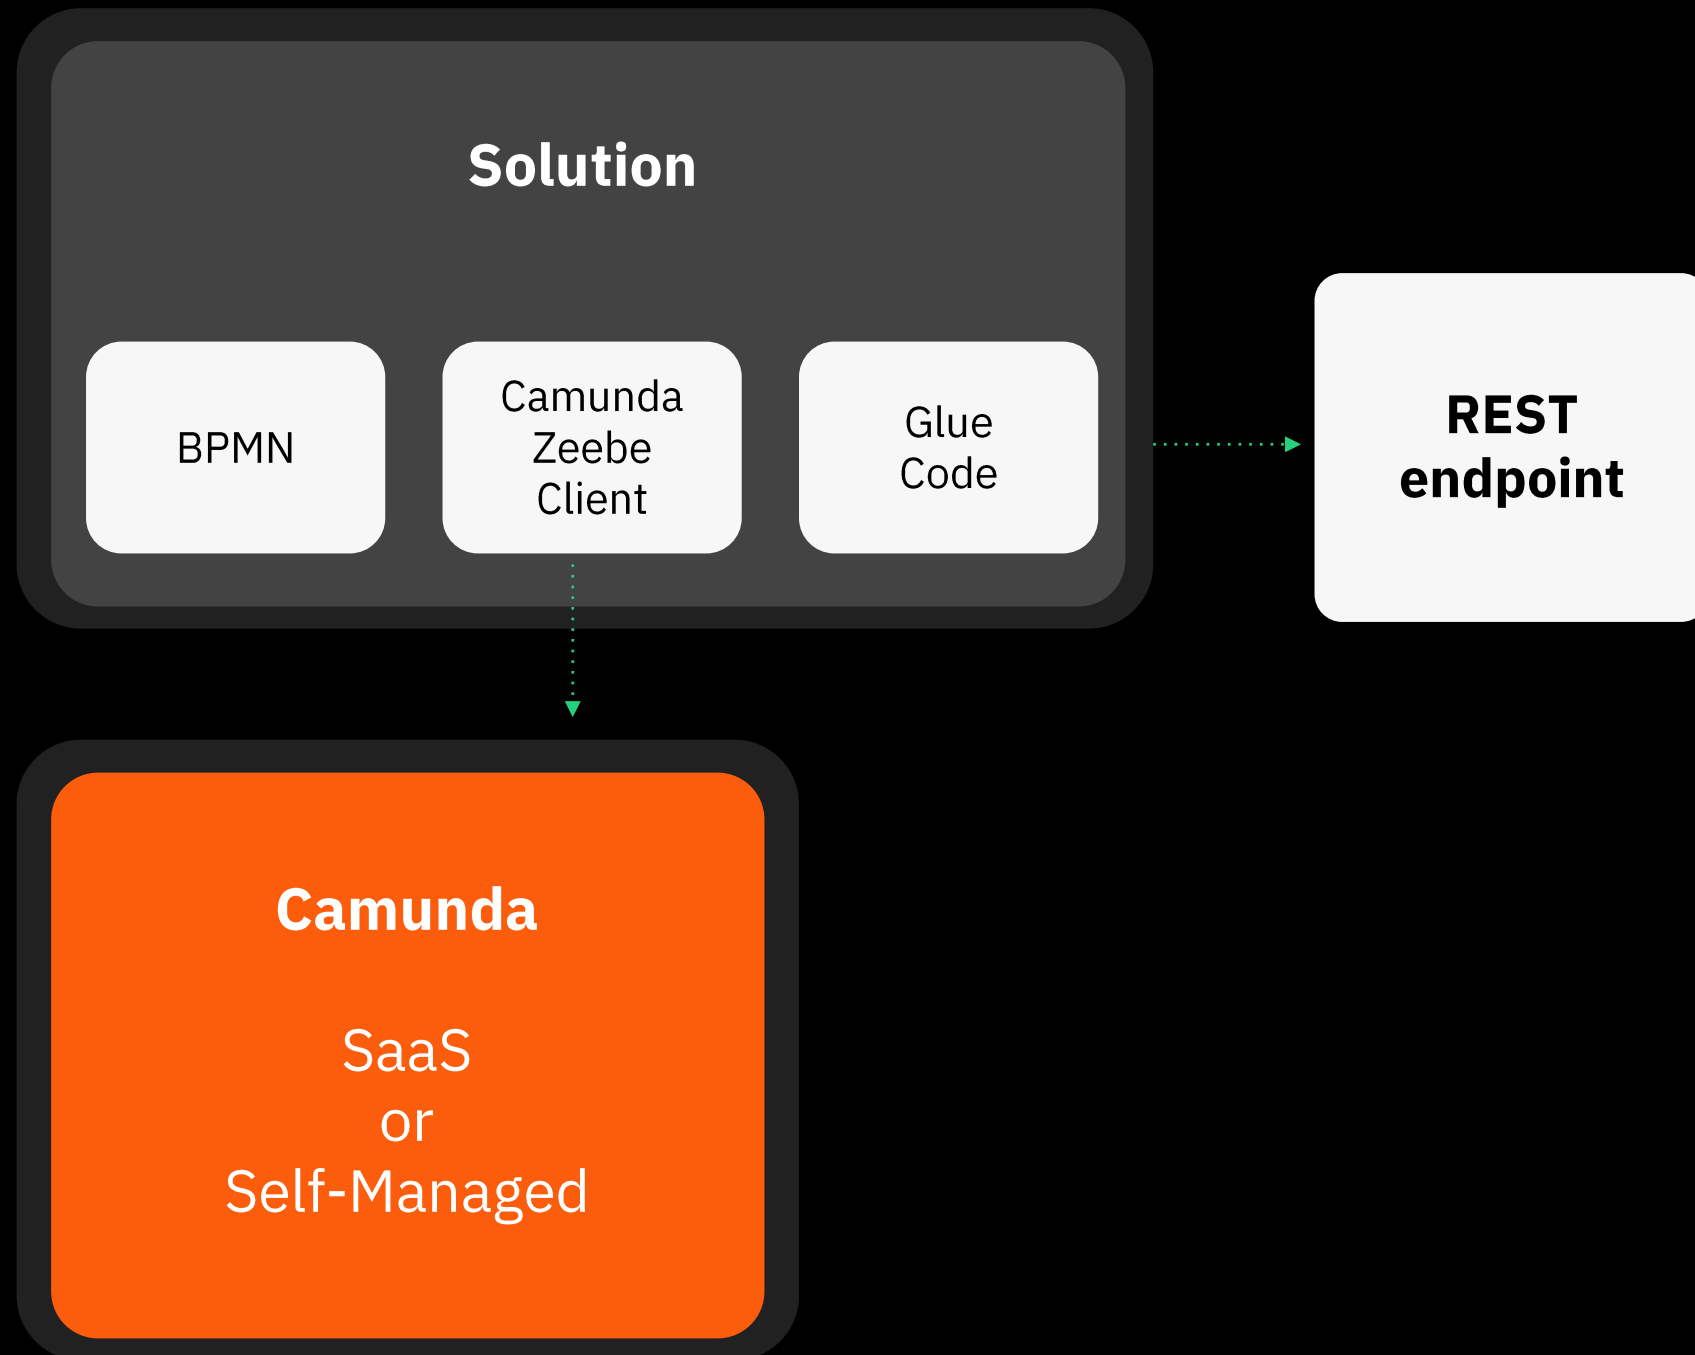 Solution
BPMN
Camunda
Zeebe
Client
Glue
Code
REST
endpoint
Camunda
SaaS
or
Self-Managed